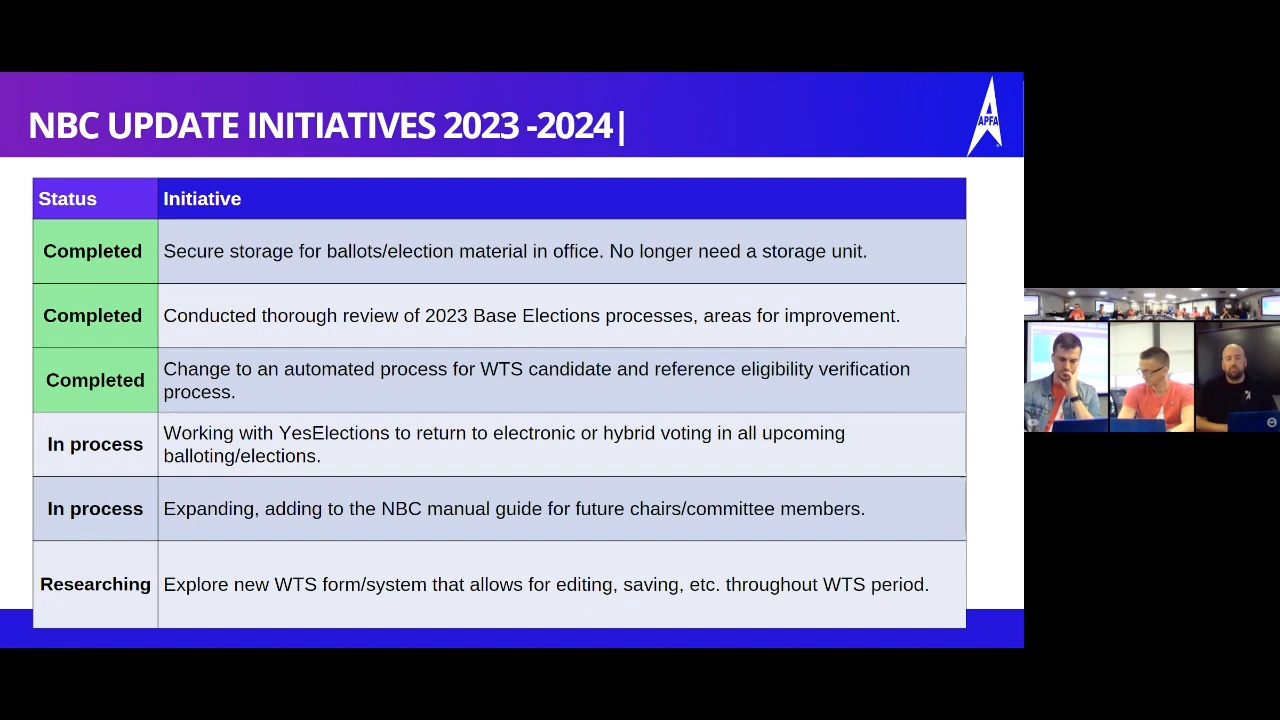 NBC UPDATE INITIATIVES 2023 -2024|
APFA
Status
Initiative
Completed
Secure storage for ballots/election material in office. No longer need a storage unit.
Completed
Conducted thorough review of 2023 Base Elections processes, areas for improvement.
Completed
Change to an automated process for WTS candidate and reference eligibility verification
process.
In process
Working with YesElections to return to electronic or hybrid voting in all upcoming
balloting/elections.
In process
Expanding, adding to the NBC manual guide for future chairs/committee members.
Researching
Explore new WTS form/system that allows for editing, saving, etc. throughout WTS period.